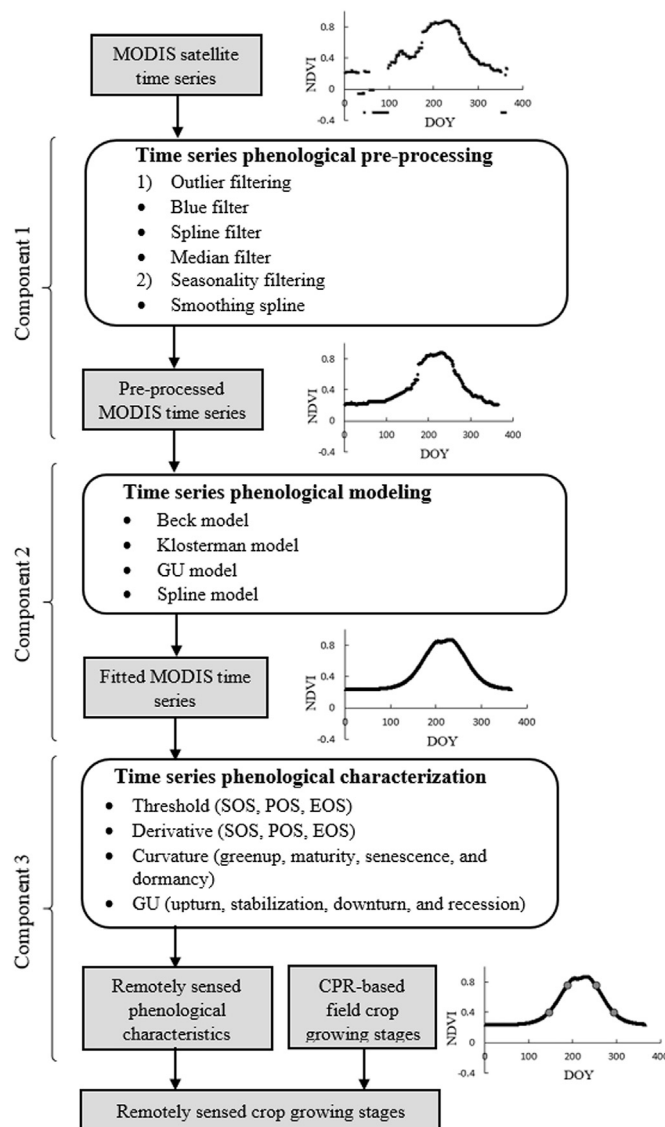 MODIS satellite
time series
NDVI
0.8
0.4
0
-0.4
0
100
200
300
400
DOY
Component 1
Time series phenological pre-processing
1) Outlier filtering
• Blue filter
• Spline filter
• Median filter
2) Seasonality filtering
• Smoothing spline
Pre-processed
MODIS time series
NDVI
0.8
0.4
0
-0.4
0
100
200
300
400
DOY
Component 2
Time series phenological modeling
• Beck model
• Klosterman model
• GU model
• Spline model
Fitted MODIS time
series
NDVI
0.8
0.4
0
-0.4
0
100
200
300
400
DOY
Component 3
Time series phenological characterization
• Threshold (SOS, POS, EOS)
• Derivative (SOS, POS, EOS)
• Curvature (greenup, maturity, senescence, and
dormancy)
• GU (upturn, stabilization, downturn, and recession)
Remotely sensed
phenological
characteristics
CPR-based
field crop
growing stages
NDVI
0.8
0.4
0
-0.4
0
100
200
300
400
DOY
Remotely sensed crop growing stages